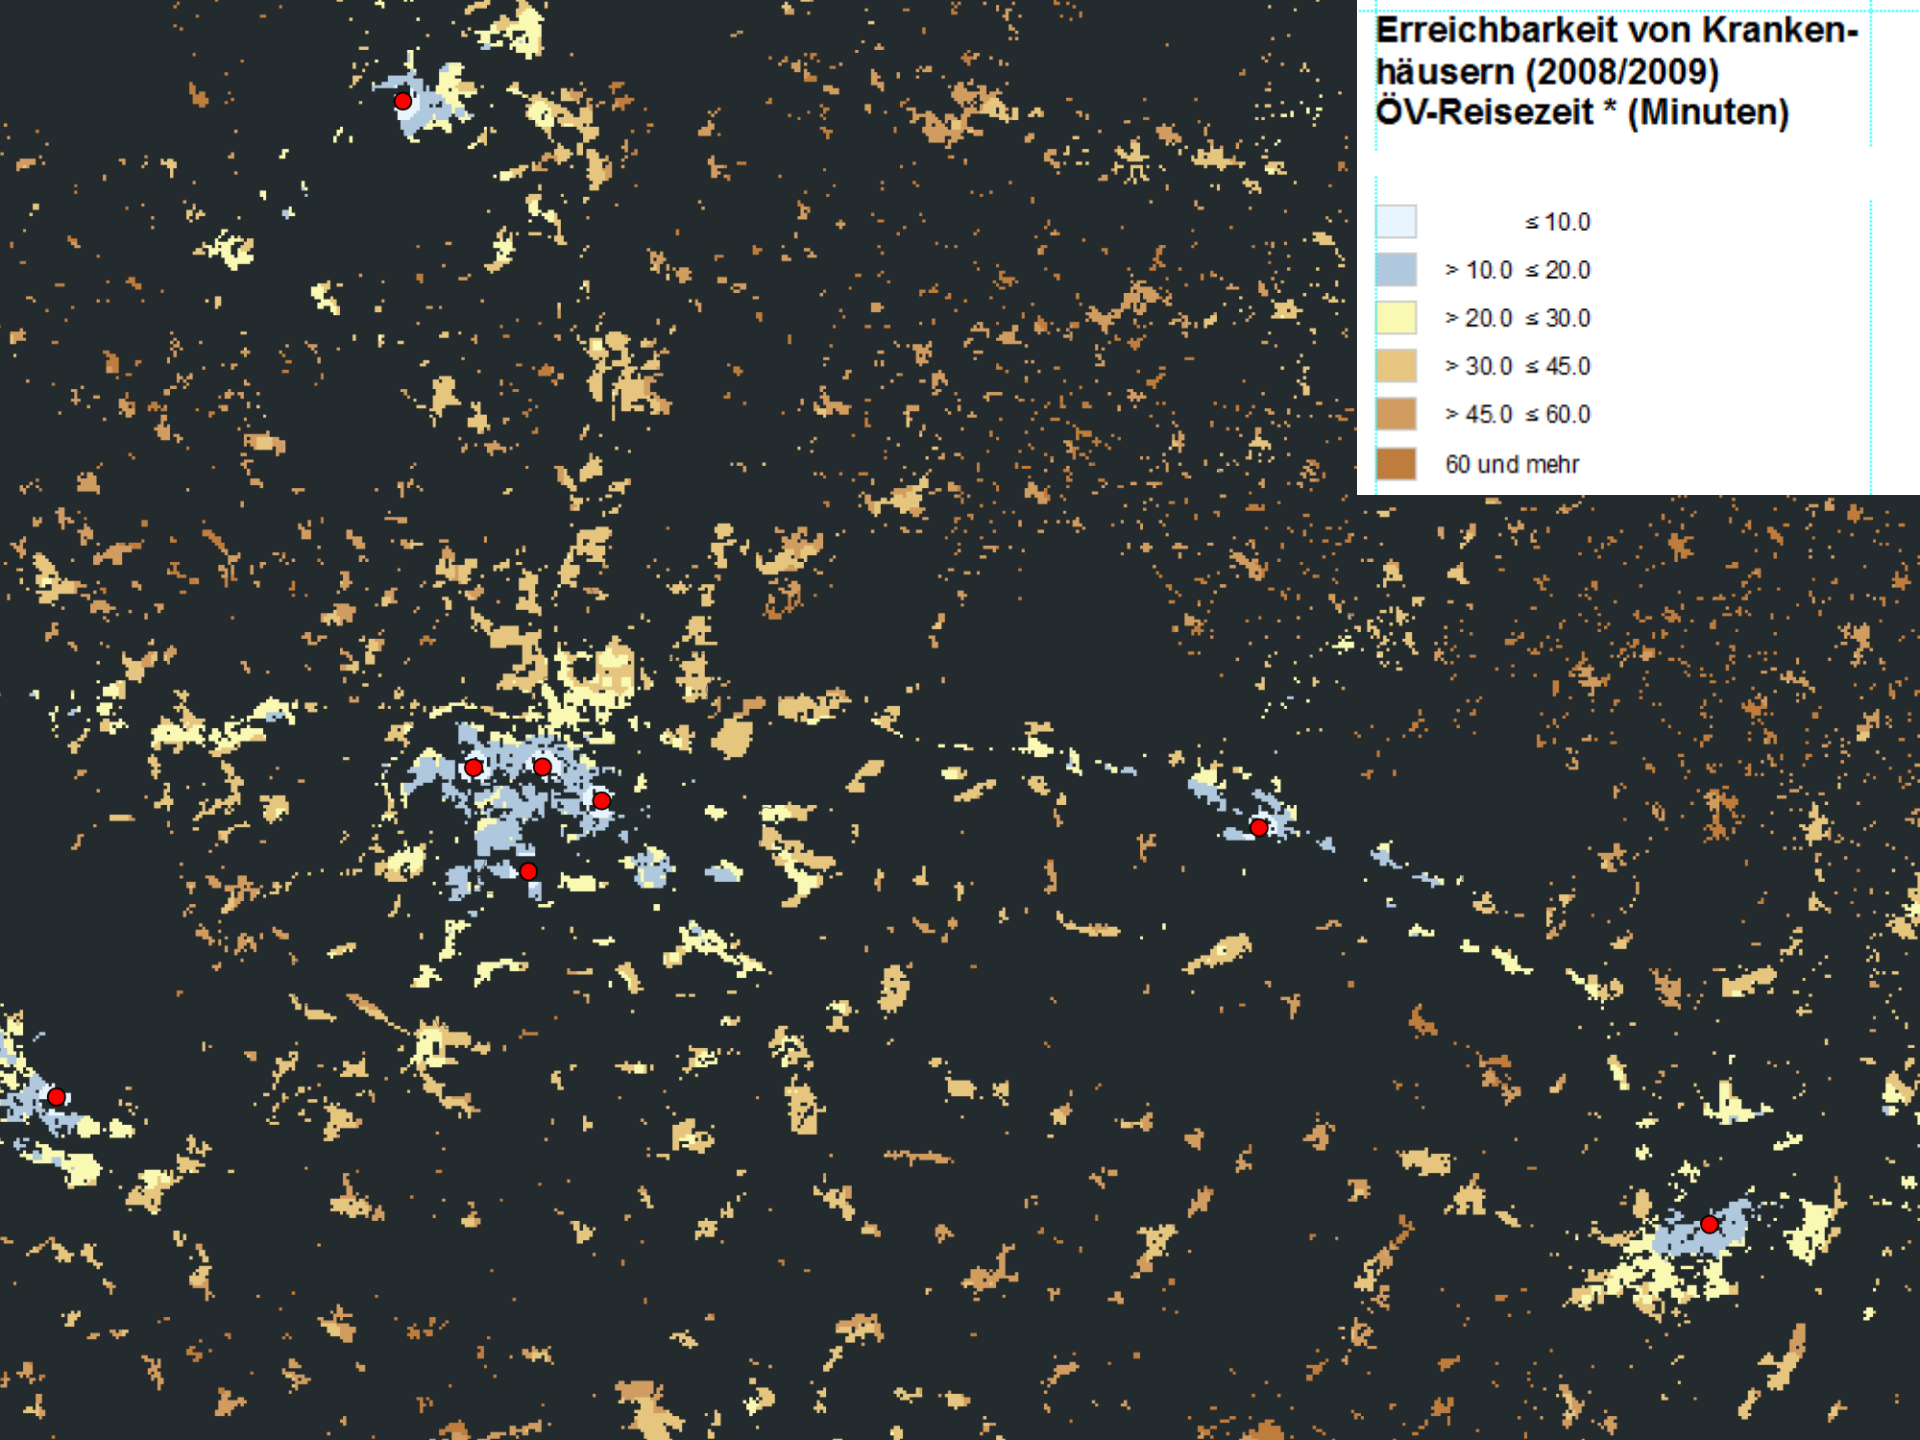 Erreichbarkeit von Kranken-
häusern (2008/2009)
ÖV-Reisezeit * (Minuten)
≤ 10.0
> 10.0 ≤ 20.0
> 20.0 ≤ 30.0
> 30.0 ≤ 45.0
> 45.0 ≤ 60.0
60 und mehr